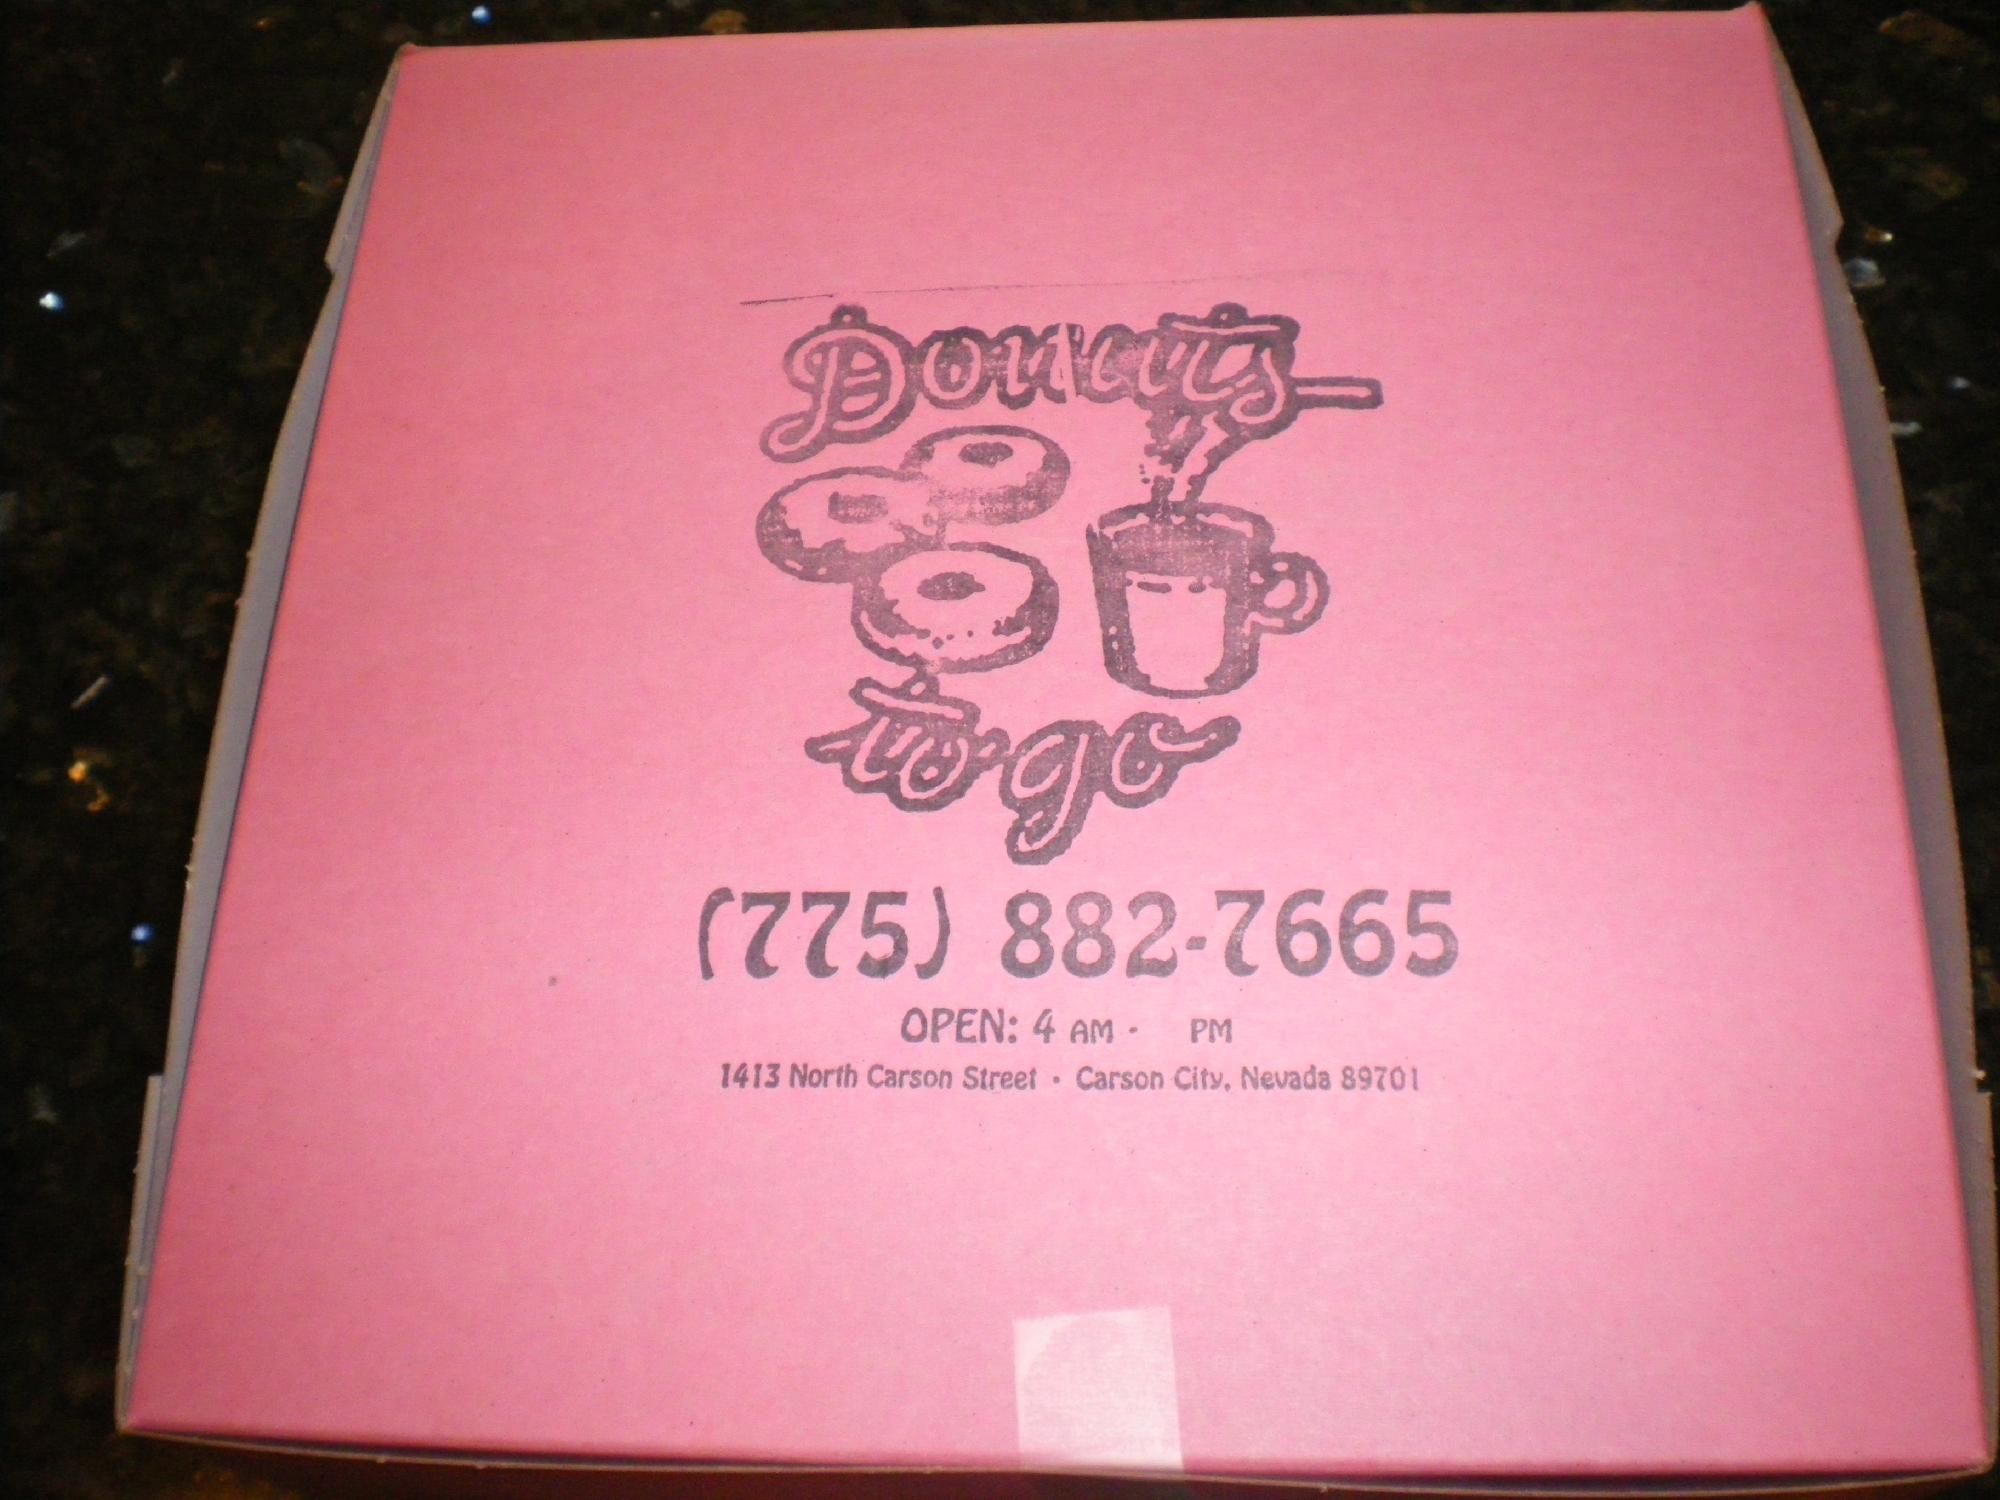 Donuts
to go
(775) 882-7665
OPEN: 4 AM - PM
1413 North Carson Street • Carson City, Nevada 89701